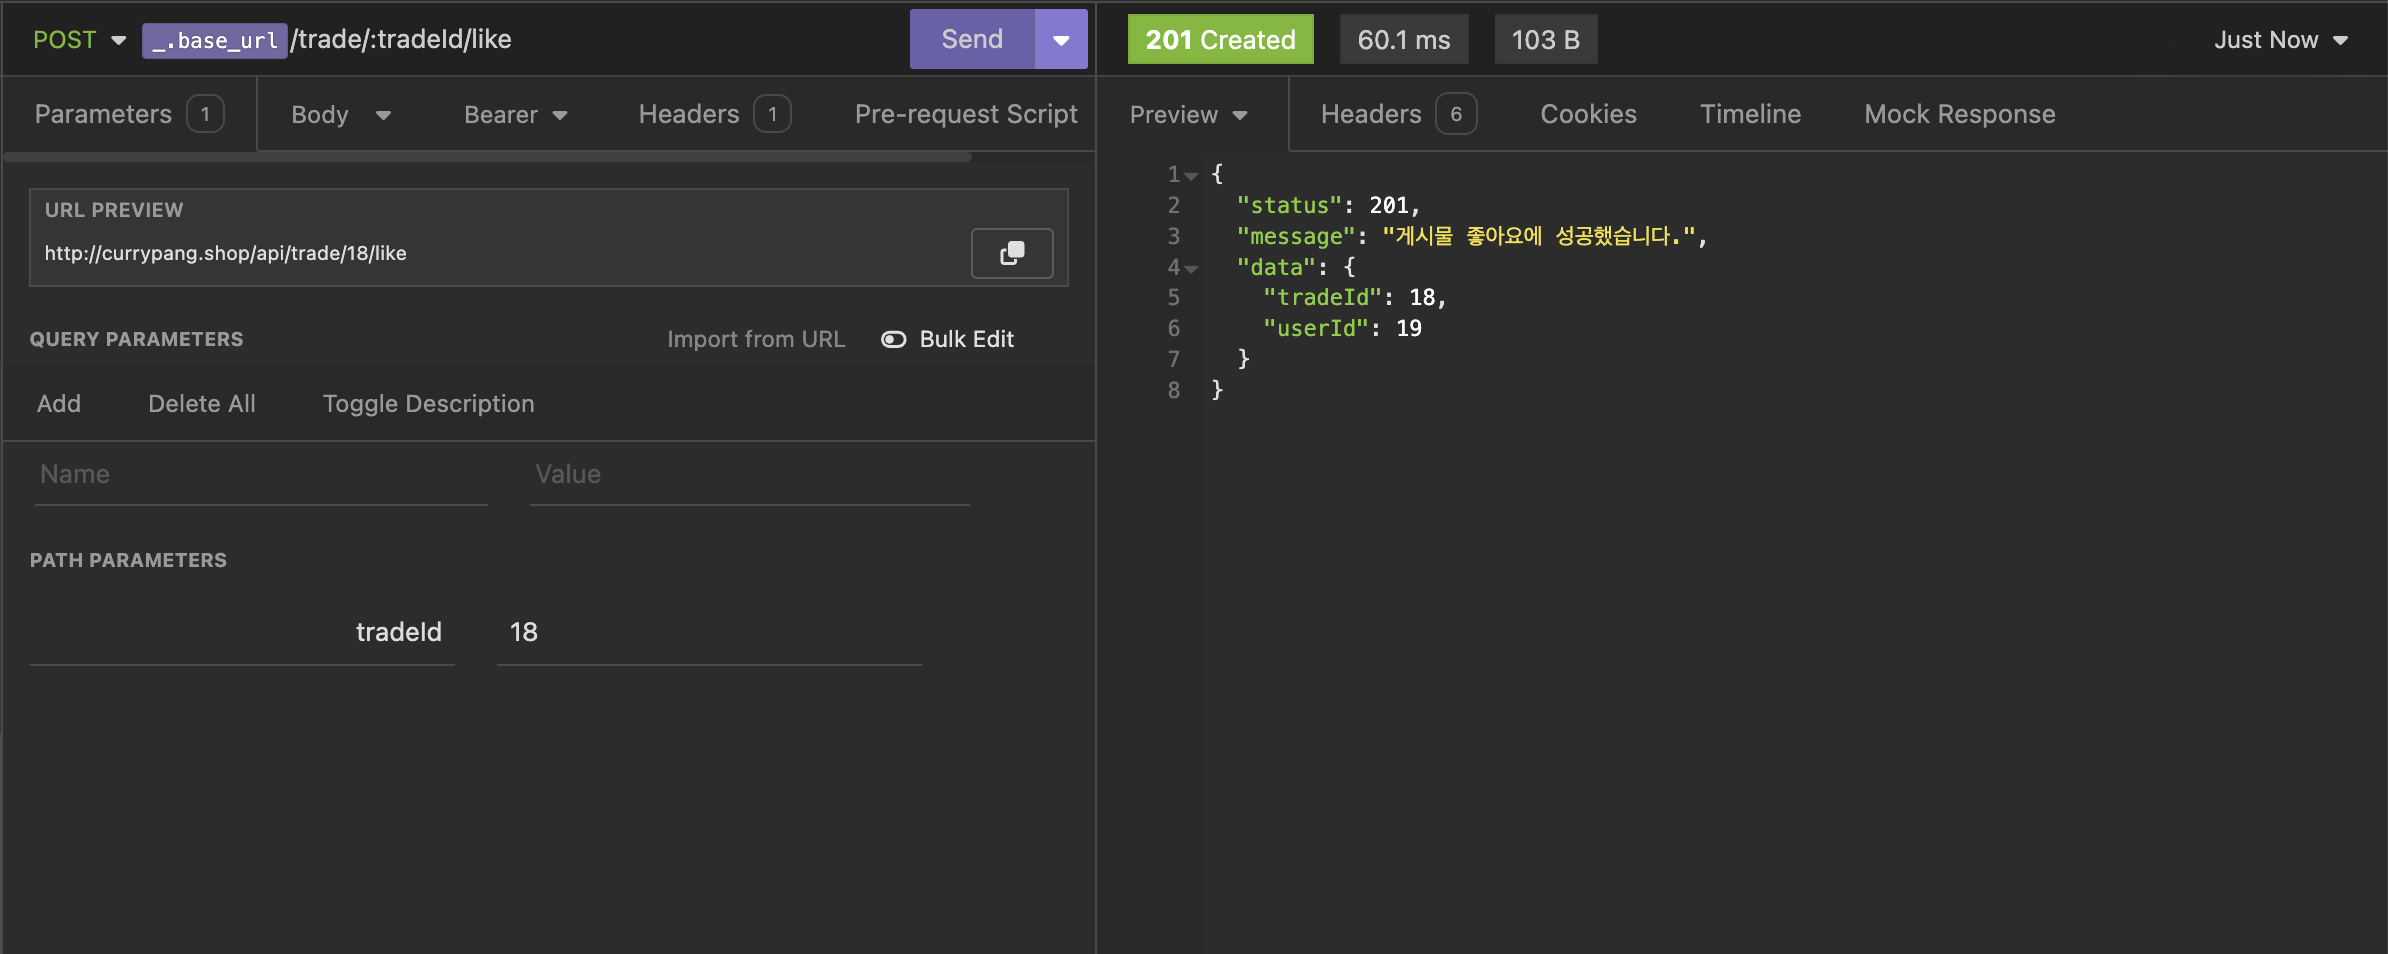 POST _.base_url/trade/:tradeId/like Send
Parameters 1 Body Bearer Headers 1 Pre-request Script
URL PREVIEW
http://currypang.shop/api/trade/18/like
QUERY PARAMETERS Import from URL Bulk Edit
Add Delete All Toggle Description
Name Value
PATH PARAMETERS
tradeId 18
201 Created 60.1 ms 103 B Just Now
Preview Headers 6 Cookies Timeline Mock Response
1 {
2 "status": 201,
3 "message": "게시물 좋아요에 성공했습니다.",
4 "data": {
5 "tradeId": 18,
6 "userId": 19
7 }
8 }